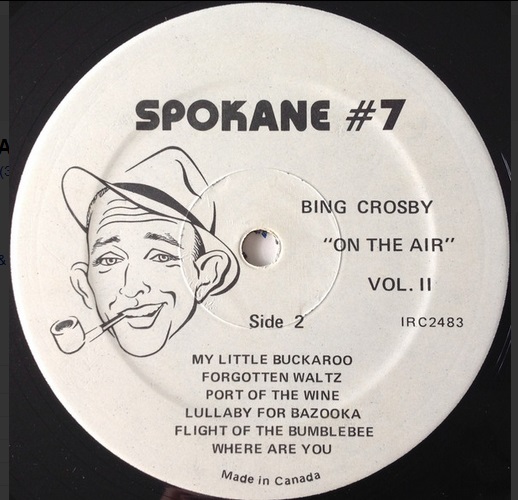 SPOKANE #7
BING CROSBY
"ON THE AIR"
VOL. II
Side 2
IRC2483
MY LITTLE BUCKAROO
FORGOTTEN WALTZ
PORT OF THE WINE
LULLABY FOR BAZOOKA
FLIGHT OF THE BUMBLEBEE
WHERE ARE YOU
Made in Canada